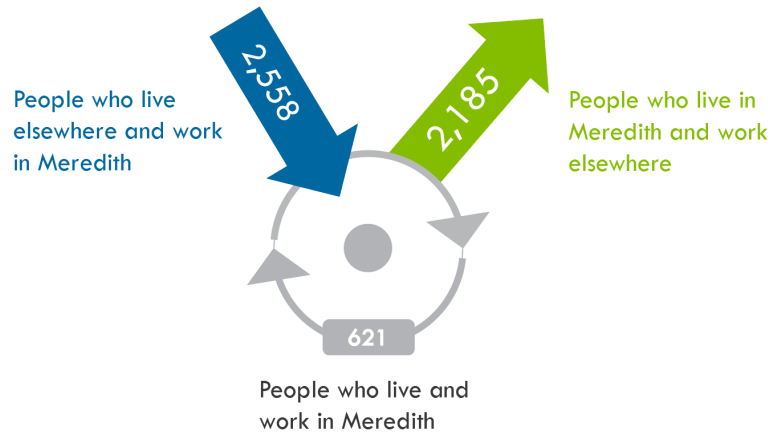 2,558
2,185
People who live
elsewhere and work
in Meredith
People who live in
Meredith and work
elsewhere
621
People who live and
work in Meredith